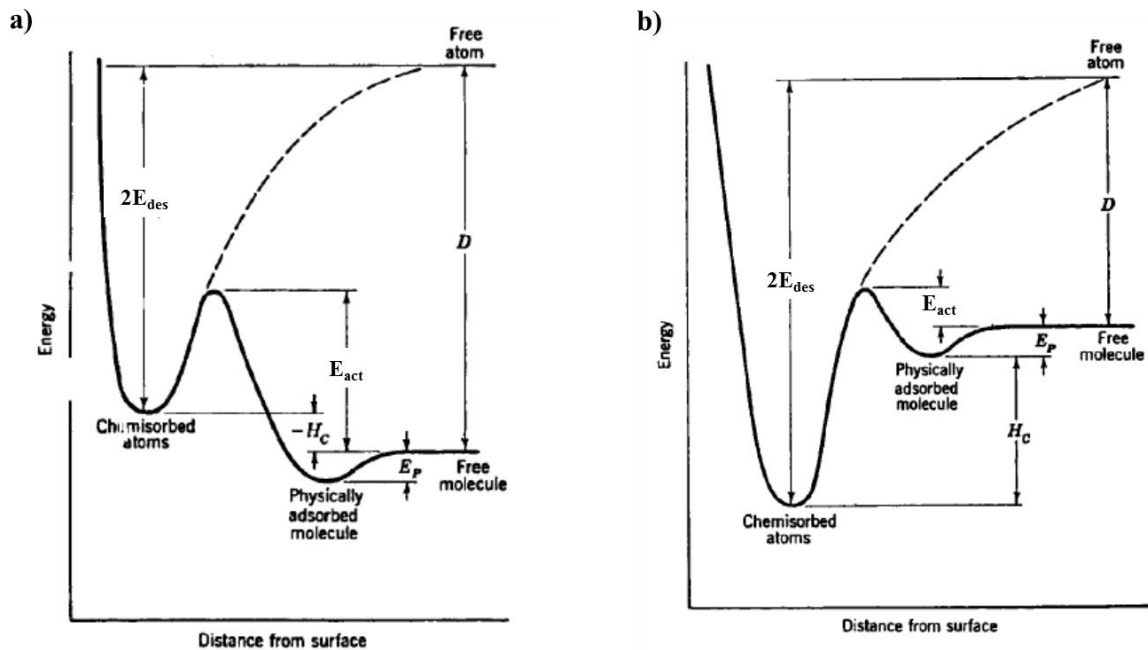 a)
Free
atom
2E_des
D
Energy
E_act
Chemisorbed
atoms
-H_C
E_P
Free
molecule
Physically
adsorbed
molecule
Distance from surface
b)
Free
atom
D
2E_des
E_act
Energy
E_P
Free
molecule
Physically
adsorbed
molecule
H_C
Chemisorbed
atoms
Distance from surface